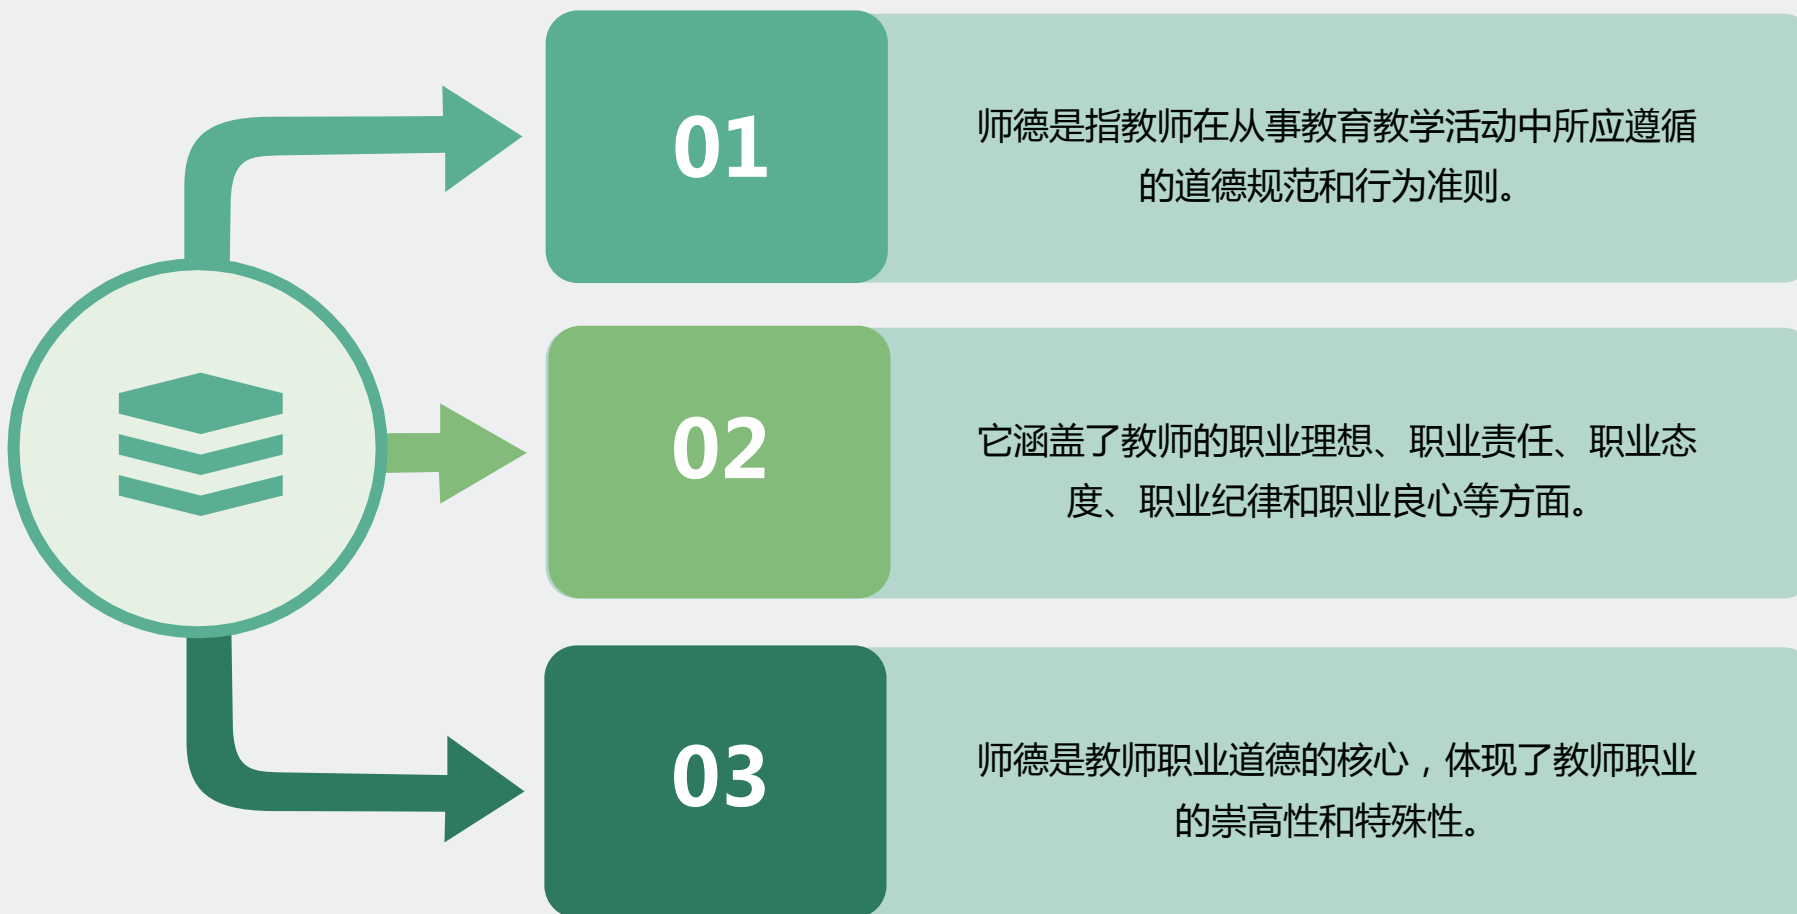 01
师德是指教师在从事教育教学活动中所应遵循
的道德规范和行为准则。
02
它涵盖了教师的职业理想、职业责任、职业态
度、职业纪律和职业良心等方面。
03
师德是教师职业道德的核心，体现了教师职业
的崇高性和特殊性。